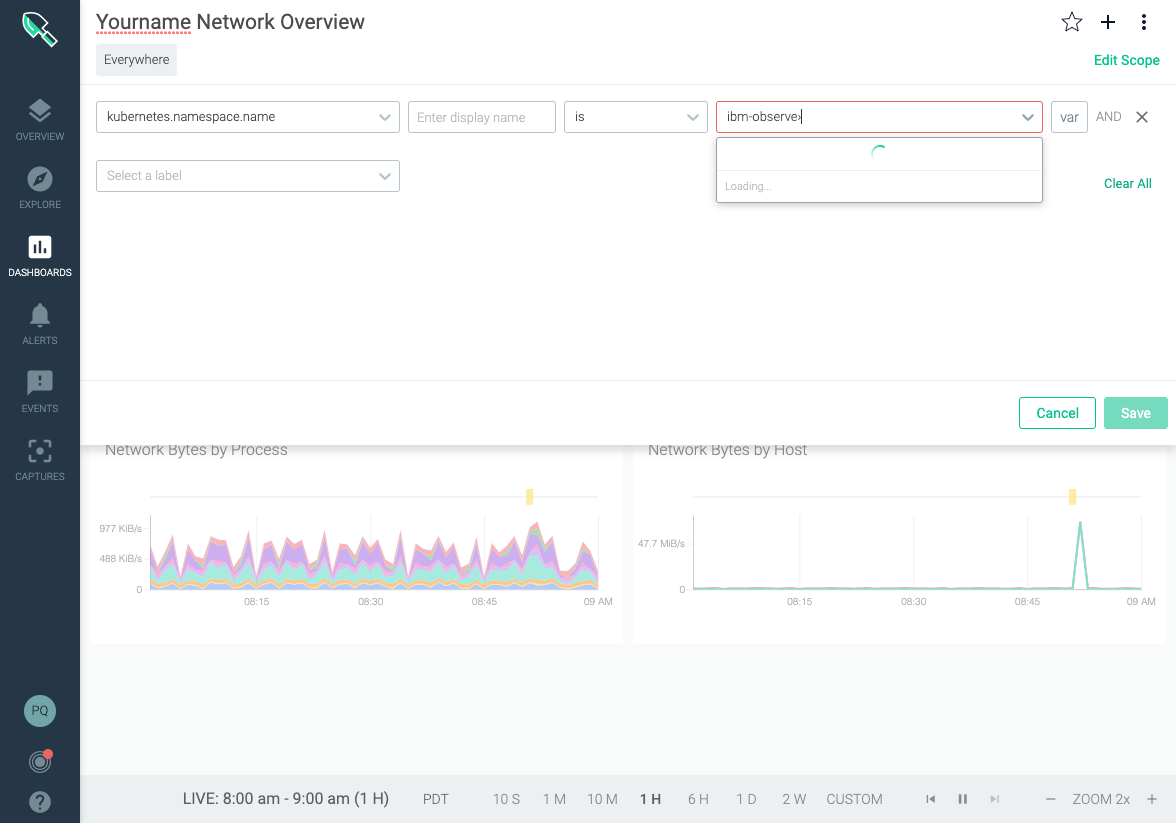 Yourname Network Overview
Everywhere
Edit Scope
kubernetes.namespace.name
Enter display name
is
ibm-observe
var
AND
Loading...
Select a label
Clear All
Cancel
Save
OVERVIEW
EXPLORE
DASHBOARDS
ALERTS
EVENTS
CAPTURES
PQ
Network Bytes by Process
977 KiB/s
488 KiB/s
0
08:15
08:30
08:45
09 AM
Network Bytes by Host
47.7 MiB/s
0
08:15
08:30
08:45
09 AM
LIVE: 8:00 am - 9:00 am (1 H)
PDT
10 S
1 M
10 M
1 H
6 H
1 D
2 W
CUSTOM
ZOOM 2x